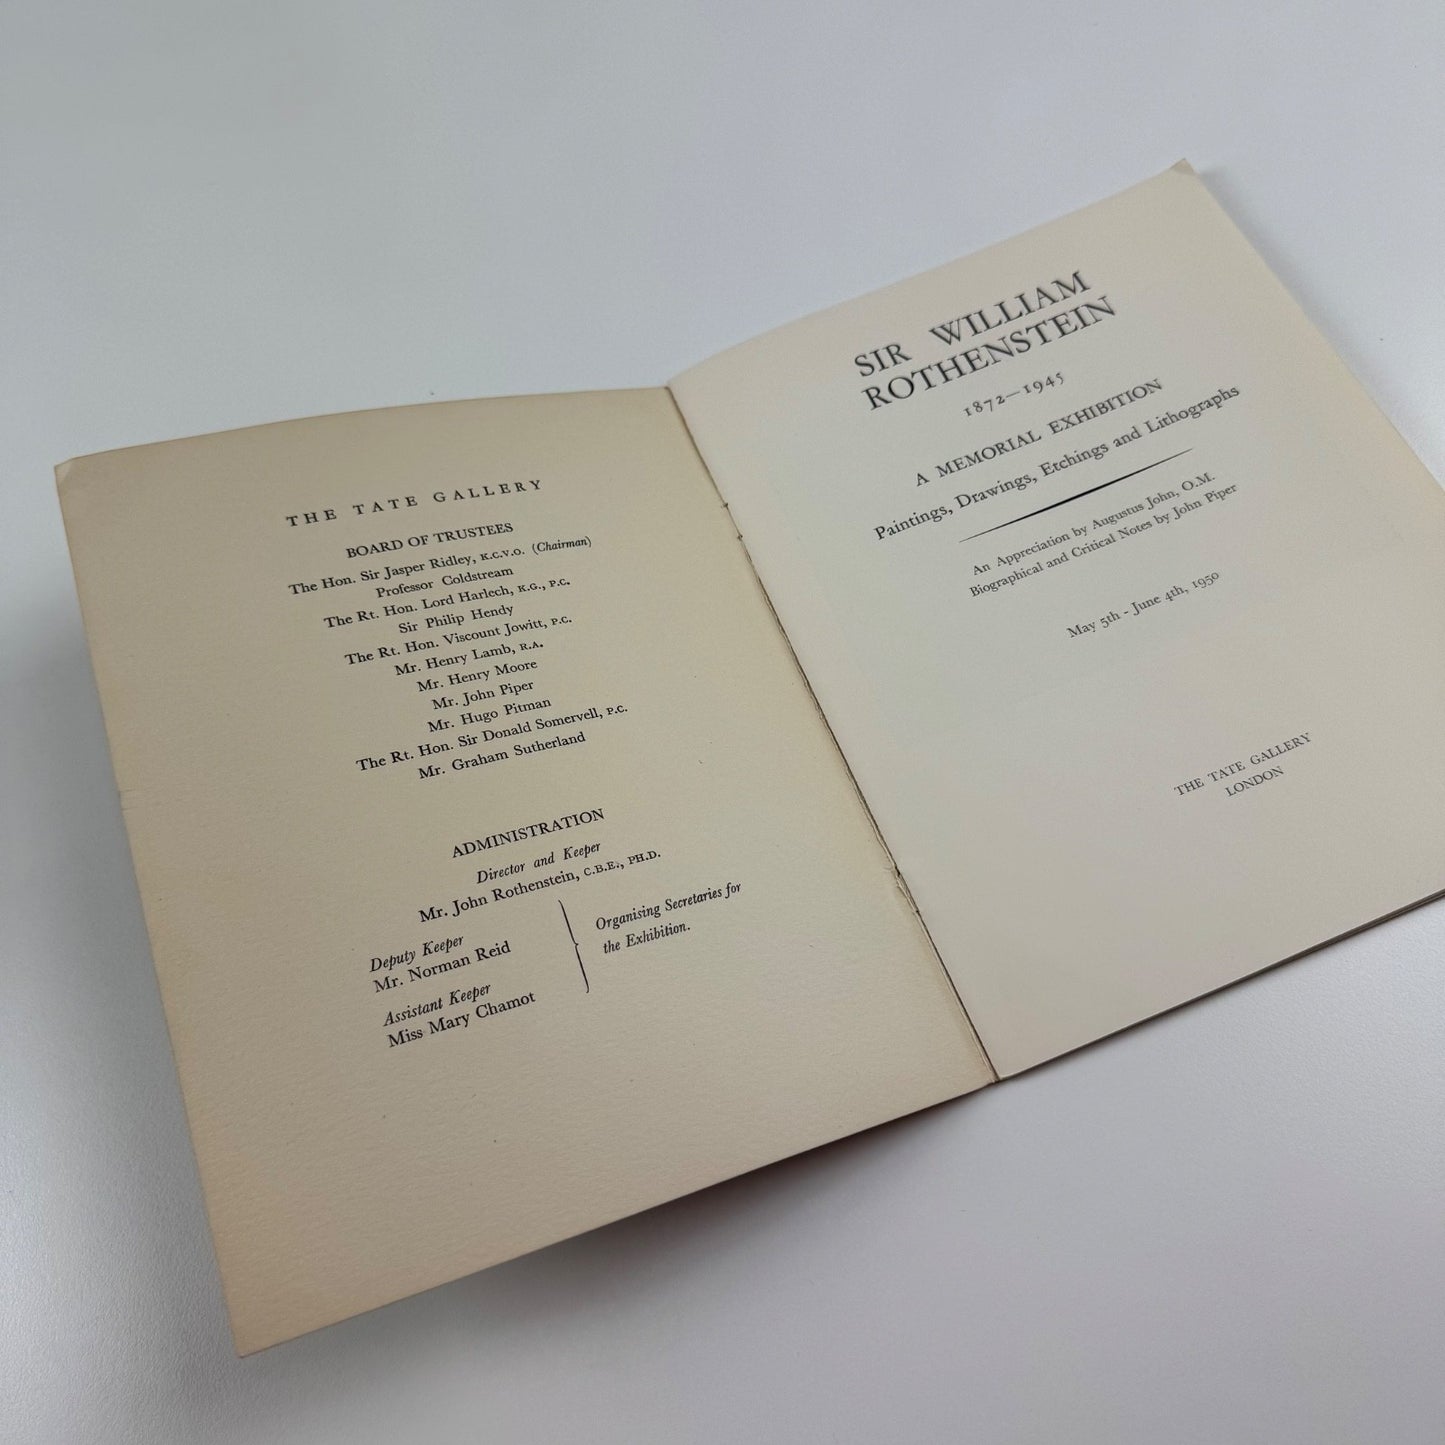 THE TATE GALLERY
BOARD OF TRUSTEES
The Hon. Sir Jasper Ridley, K.C.V.O. (Chairman)
Professor Coldstream
The Rt. Hon. Lord Harlech, K.G., P.C.
Sir Philip Hendy
The Rt. Hon. Viscount Jowitt, P.C.
Mr. Henry Lamb, R.A.
Mr. Henry Moore
Mr. John Piper
Mr. Hugo Pitman
The Rt. Hon. Sir Donald Somervell, P.C.
Mr. Graham Sutherland
ADMINISTRATION
Director and Keeper
Mr. John Rothenstein, C.B.E., PH.D.
Deputy Keeper
Mr. Norman Reid
Assistant Keeper
Miss Mary Chamot
Organising Secretaries for
the Exhibition.
SIR WILLIAM
ROTHENSTEIN
1872—1945
A MEMORIAL EXHIBITION
Paintings, Drawings, Etchings and Lithographs
An Appreciation by Augustus John, O.M.
Biographical and Critical Notes by John Piper
May 5th - June 4th, 1950
THE TATE GALLERY
LONDON